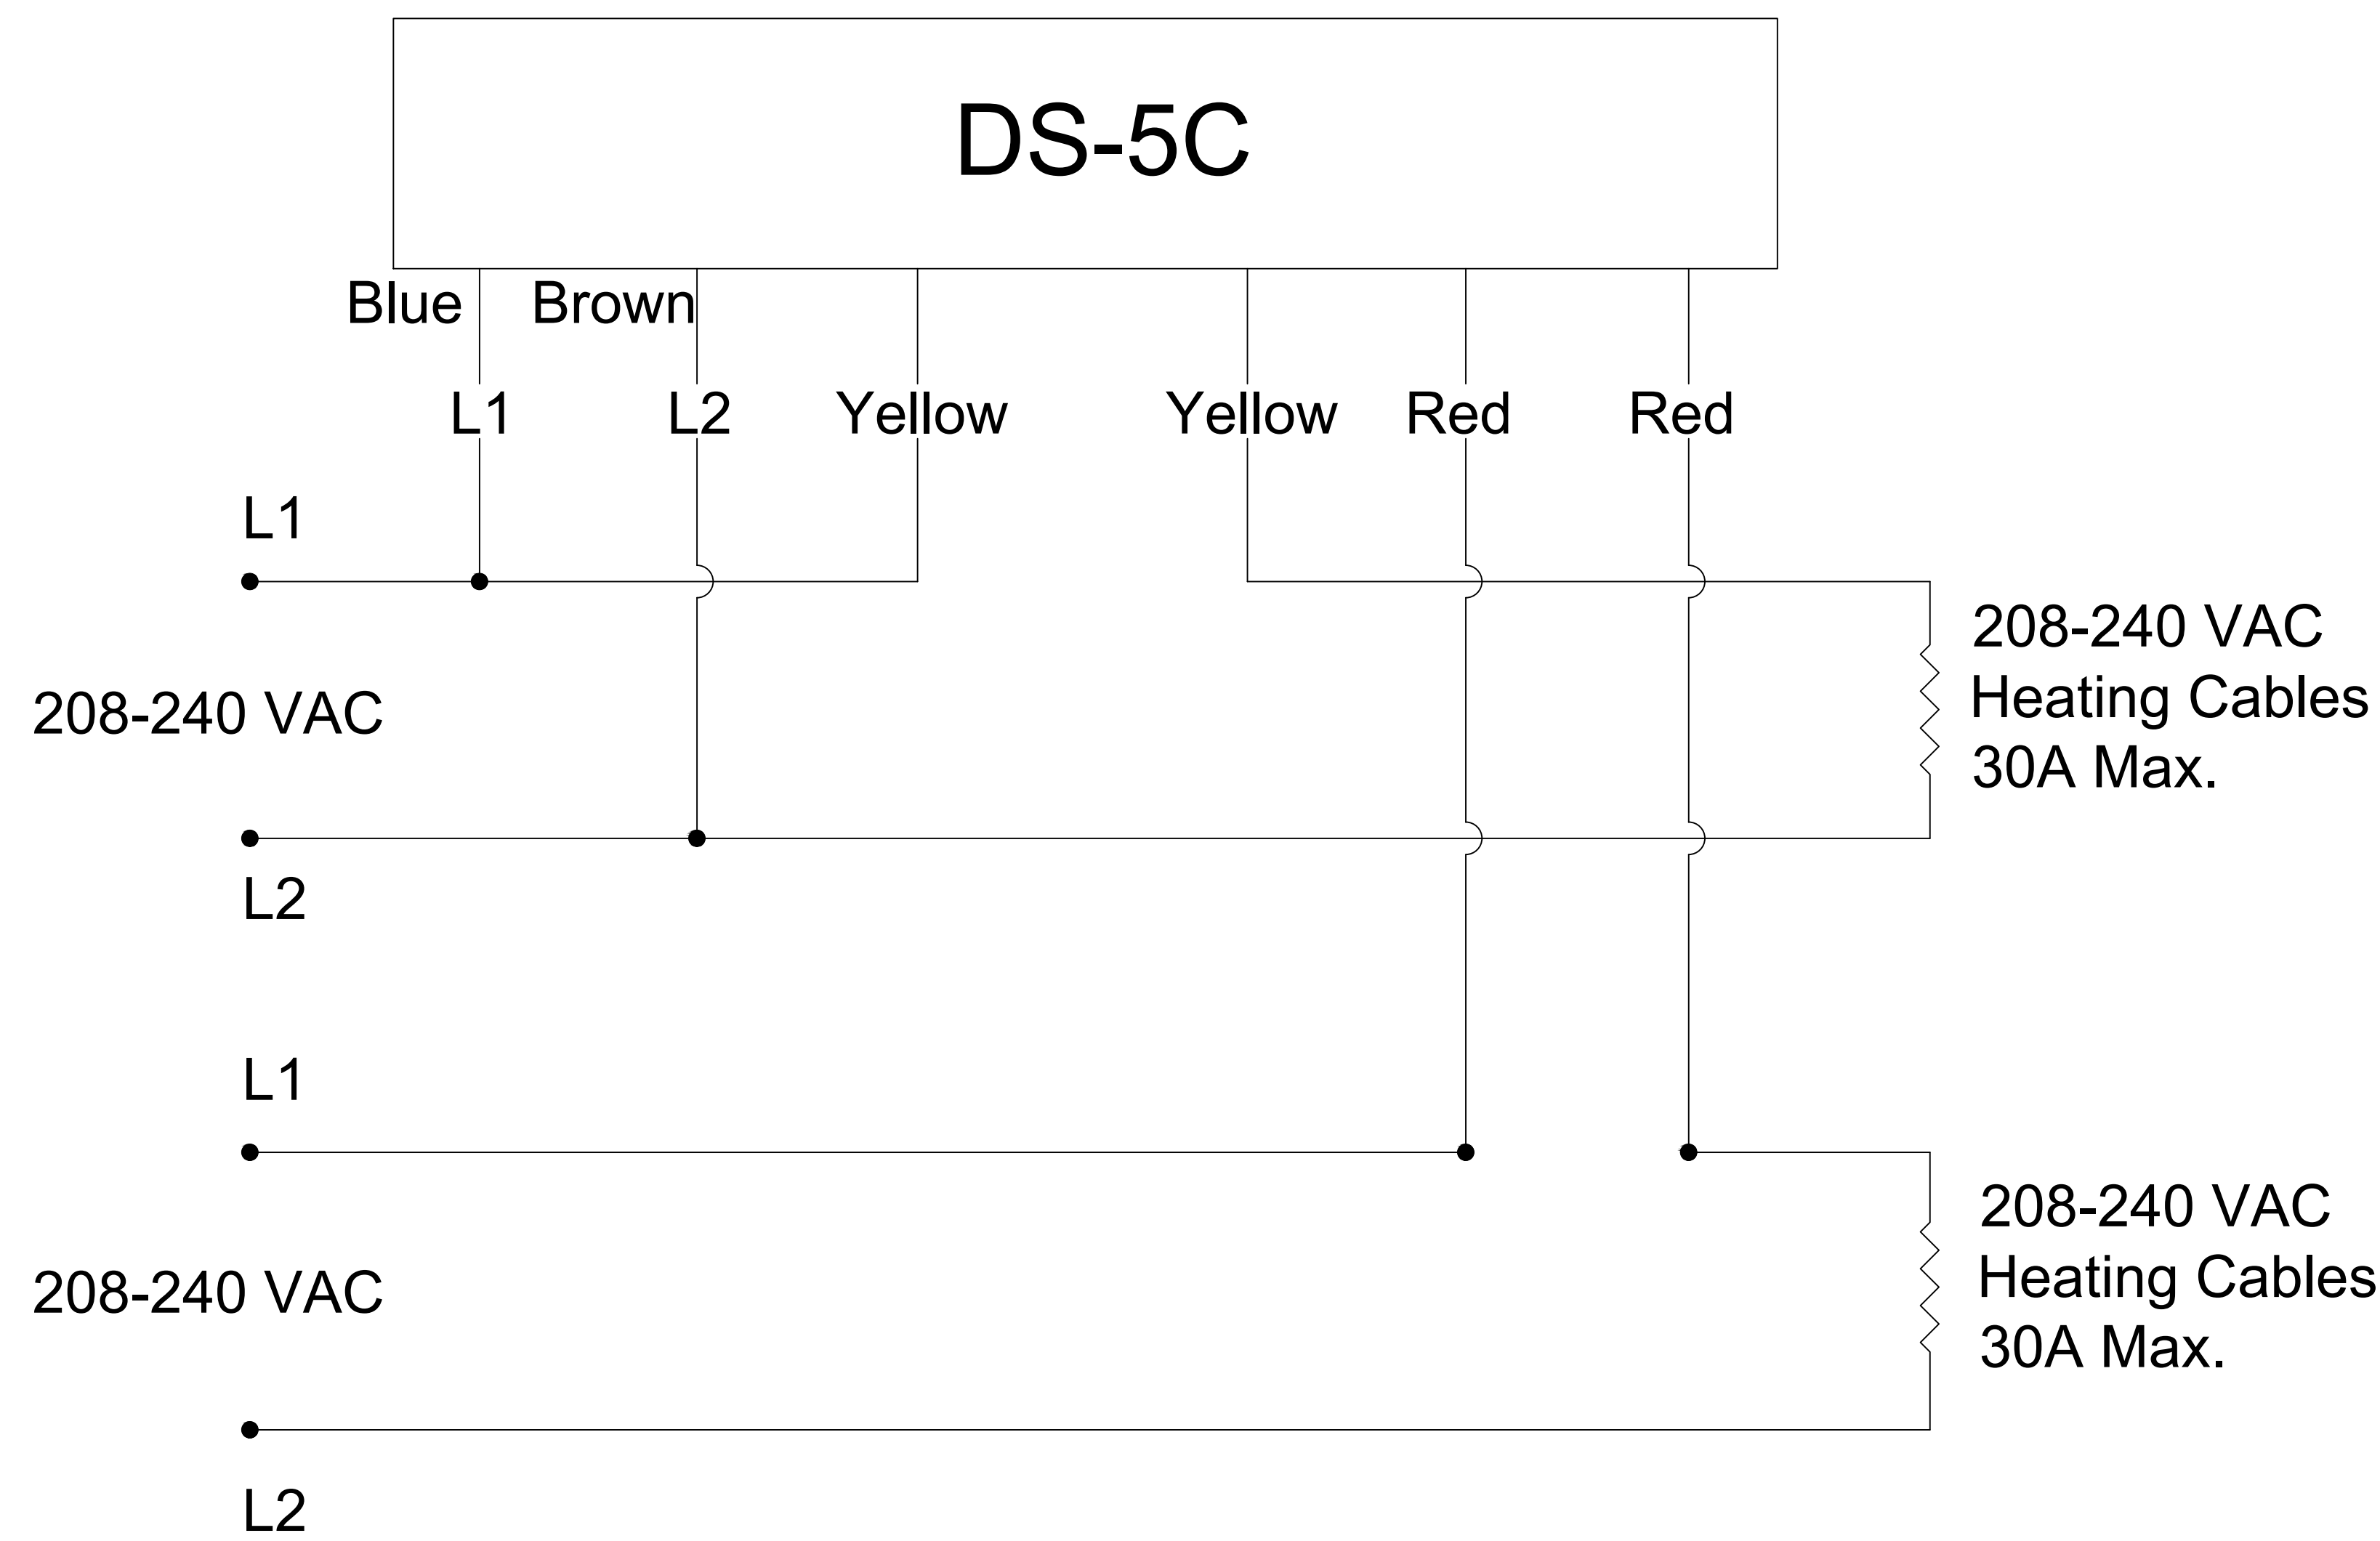 DS-5C
Blue
Brown
L1
L2
Yellow
Yellow
Red
Red
L1
208-240 VAC
L2
208-240 VAC
Heating Cables
30A Max.
L1
208-240 VAC
L2
208-240 VAC
Heating Cables
30A Max.